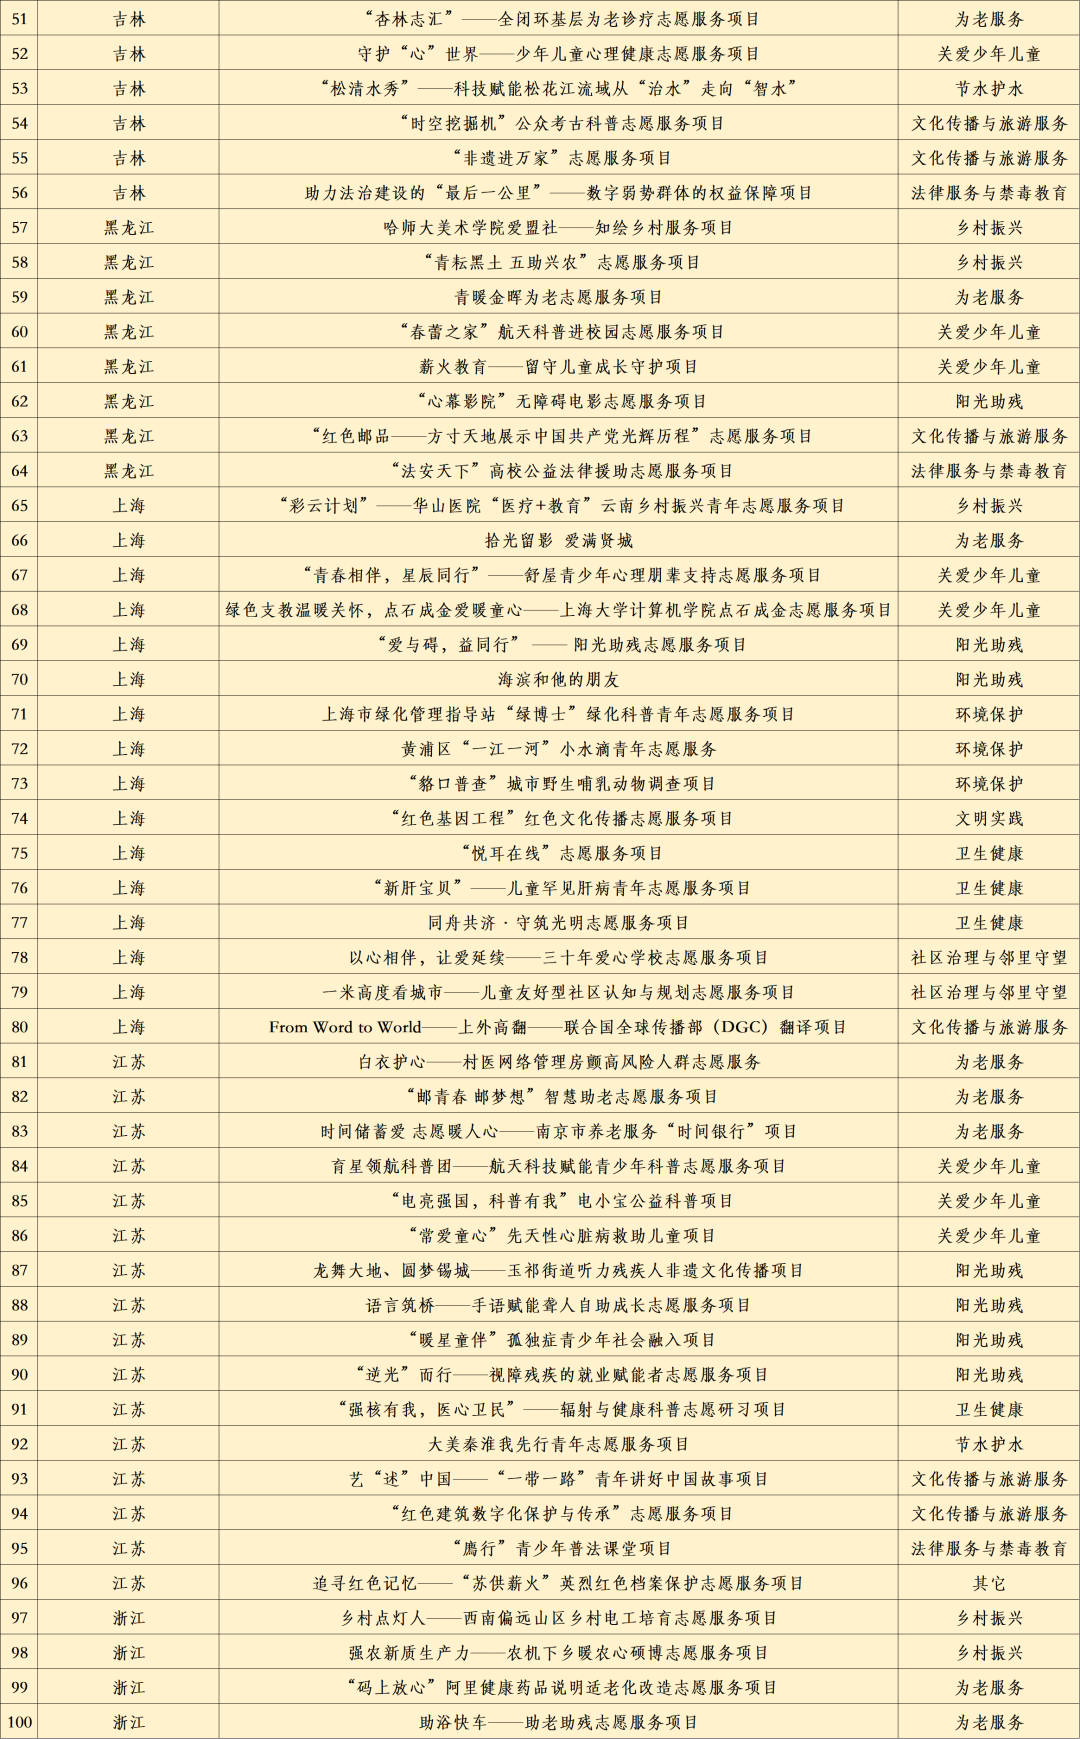 51 吉林 “杏林志汇”——全闭环基层为老诊疗志愿服务项目 为老服务
52 吉林 守护“心”世界——少年儿童心理健康志愿服务项目 关爱少年儿童
53 吉林 “松清水秀”——科技赋能松花江流域从“治水”走向“智水” 节水护水
54 吉林 “时空挖掘机”公众考古科普志愿服务项目 文化传播与旅游服务
55 吉林 “非遗进万家”志愿服务项目 文化传播与旅游服务
56 吉林 助力法治建设的“最后一公里”——数字弱势群体的权益保障项目 法律服务与禁毒教育
57 黑龙江 哈师大美术学院爱盟社——知绘乡村服务项目 乡村振兴
58 黑龙江 “青耘黑土 五助兴农”志愿服务项目 乡村振兴
59 黑龙江 青暖金晖为老志愿服务项目 为老服务
60 黑龙江 “春蕾之家”航天科普进校园志愿服务项目 关爱少年儿童
61 黑龙江 薪火教育——留守儿童成长守护项目 关爱少年儿童
62 黑龙江 “心幕影院”无障碍电影志愿服务项目 阳光助残
63 黑龙江 “红色邮品——方寸天地展示中国共产党光辉历程”志愿服务项目 文化传播与旅游服务
64 黑龙江 “法安天下”高校公益法律援助志愿服务项目 法律服务与禁毒教育
65 上海 “彩云计划”——华山医院“医疗+教育”云南乡村振兴青年志愿服务项目 乡村振兴
66 上海 拾光留影 爱满贤城 为老服务
67 上海 “青春相伴，星辰同行”——舒屋青少年心理朋辈支持志愿服务项目 关爱少年儿童
68 上海 绿色支教温暖关怀，点石成金爱暖童心——上海大学计算机学院点石成金志愿服务项目 关爱少年儿童
69 上海 “爱与碍，益同行” —— 阳光助残志愿服务项目 阳光助残
70 上海 海滨和他的朋友 阳光助残
71 上海 上海市绿化管理指导站“绿博士”绿化科普青年志愿服务项目 环境保护
72 上海 黄浦区“一江一河”小水滴青年志愿服务 环境保护
73 上海 “貉口普查”城市野生哺乳动物调查项目 环境保护
74 上海 “红色基因工程”红色文化传播志愿服务项目 文明实践
75 上海 “悦耳在线”志愿服务项目 卫生健康
76 上海 “新肝宝贝”——儿童罕见肝病青年志愿服务项目 卫生健康
77 上海 同舟共济·守筑光明志愿服务项目 卫生健康
78 上海 以心相伴，让爱延续——三十年爱心学校志愿服务项目 社区治理与邻里守望
79 上海 一米高度看城市——儿童友好型社区认知与规划志愿服务项目 社区治理与邻里守望
80 上海 From Word to World——上外高翻——联合国全球传播部（DGC）翻译项目 文化传播与旅游服务
81 江苏 白衣护心——村医网络管理房颤高风险人群志愿服务 为老服务
82 江苏 “邮青春 邮梦想”智慧助老志愿服务项目 为老服务
83 江苏 时间储蓄爱 志愿暖人心——南京市养老服务“时间银行”项目 为老服务
84 江苏 育星领航科普团——航天科技赋能青少年科普志愿服务项目 关爱少年儿童
85 江苏 “电亮强国，科普有我”电小宝公益科普项目 关爱少年儿童
86 江苏 “常爱童心”先天性心脏病救助儿童项目 关爱少年儿童
87 江苏 龙舞大地、圆梦锡城——玉祁街道听力残疾人非遗文化传播项目 阳光助残
88 江苏 语言筑桥——手语赋能聋人自助成长志愿服务项目 阳光助残
89 江苏 “暖星童伴”孤独症青少年社会融入项目 阳光助残
90 江苏 “逆光”而行——视障残疾的就业赋能者志愿服务项目 阳光助残
91 江苏 “强核有我，医心卫民”——辐射与健康科普志愿研习项目 卫生健康
92 江苏 大美秦淮我先行青年志愿服务项目 节水护水
93 江苏 艺“述”中国——“一带一路”青年讲好中国故事项目 文化传播与旅游服务
94 江苏 “红色建筑数字化保护与传承”志愿服务项目 文化传播与旅游服务
95 江苏 “鹰行”青少年普法课堂项目 法律服务与禁毒教育
96 江苏 追寻红色记忆——“苏供薪火”英烈红色档案保护志愿服务项目 其它
97 浙江 乡村点灯人——西南偏远山区乡村电工培育志愿服务项目 乡村振兴
98 浙江 强农新质生产力——农机下乡暖农心硕博志愿服务项目 乡村振兴
99 浙江 “码上放心”阿里健康药品说明适老化改造志愿服务项目 为老服务
100 浙江 助浴快车——助老助残志愿服务项目 为老服务